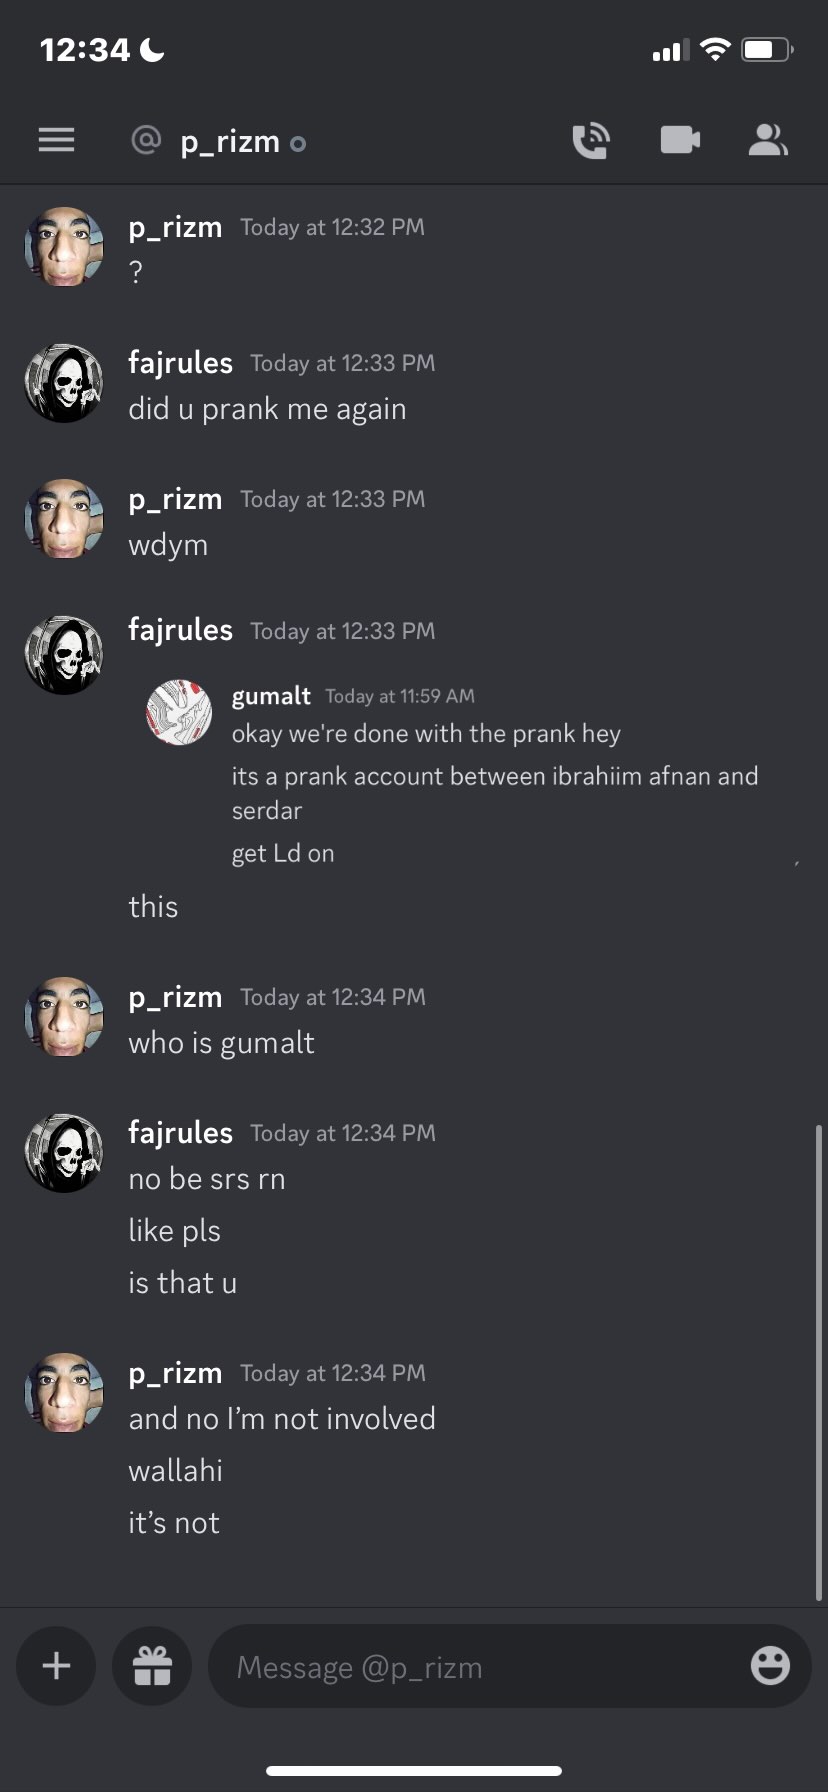 12:34
@ p_rizm
p_rizm Today at 12:32 PM
?
fajrules Today at 12:33 PM
did u prank me again
p_rizm Today at 12:33 PM
wdym
fajrules Today at 12:33 PM
gumalt Today at 11:59 AM
okay we're done with the prank hey
its a prank account between ibrahiim afnan and
serdar
get Ld on
this
p_rizm Today at 12:34 PM
who is gumalt
fajrules Today at 12:34 PM
no be srs rn
like pls
is that u
p_rizm Today at 12:34 PM
and no I’m not involved
wallahi
it’s not
Message @p_rizm